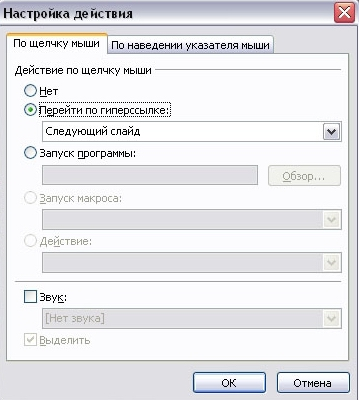 Настройка действия
По щелчку мыши По наведении указателя мыши
Действие по щелчку мыши
Нет
Перейти по гиперссылке:
Следующий слайд
Запуск программы:
Обзор...
Запуск макроса:
Действие:
Звук:
[Нет звука]
Выделить
ОК Отмена